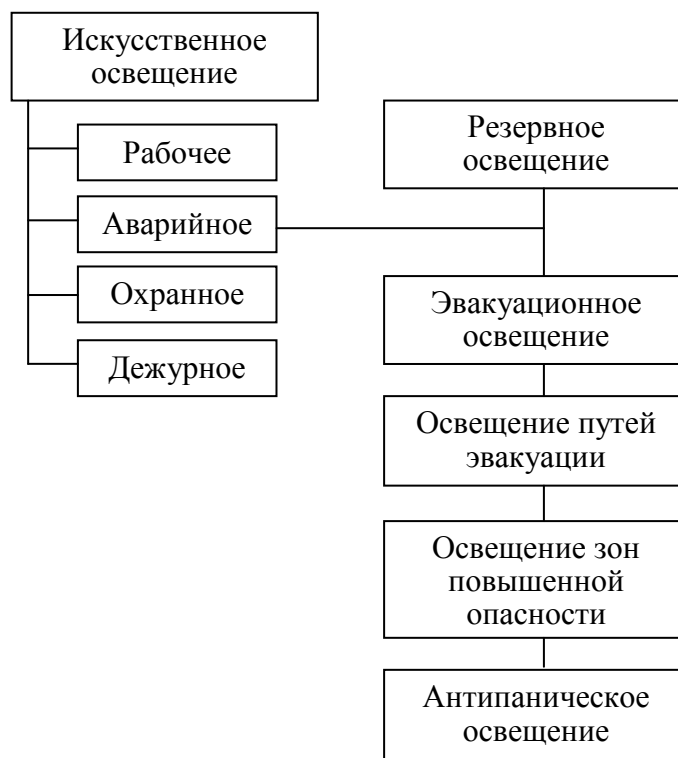 Искусственное
освещение
Рабочее
Аварийное
Охранное
Дежурное
Резервное
освещение
Эвакуационное
освещение
Освещение путей
эвакуации
Освещение зон
повышенной
опасности
Антипаническое
освещение